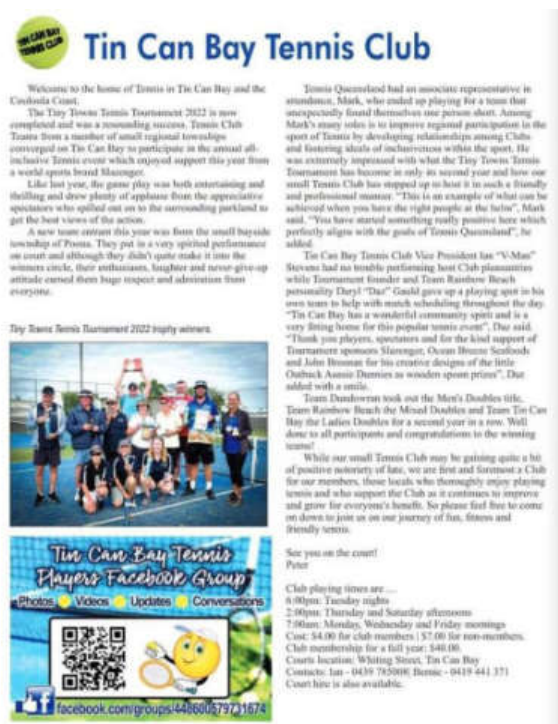 TIN CAN BAY
TENNIS CLUB
Tin Can Bay Tennis Club
Welcome to the home of Tennis in Tin Can Bay and the
Cooloola Coast.
The Tiny Towns Tennis Tournament 2022 is now
completed and was a resounding success. Tennis Club
Teams from a number of small regional townships
converged on Tin Can Bay to participate in the annual all-
inclusive Tennis event which enjoyed support this year from
a world sports brand Slazenger.
Like last year, the game play was both entertaining and
thrilling and drew plenty of applause from the appreciative
spectators who spilled out on to the surrounding parkland to
get the best views of the action.
A new team entrant this year was from the small bayside
township of Poona. They put in a very spirited performance
on court and although they didn't quite make it into the
winners circle, their enthusiasm, laughter and never-give-up
attitude earned them huge respect and admiration from
everyone.
Tiny Towns Tennis Tournament 2022 trophy winners.
Tin Can Bay Tennis
Players Facebook Group
Photos Videos Updates Conversations
facebook.com/groups/448680579731674
Tennis Queensland had an associate representative in
attendance, Mark, who ended up playing for a team that
unexpectedly found themselves one person short. Among
Mark's many roles is to improve regional participation in the
sport of Tennis by developing relationships among Clubs
and fostering ideals of inclusiveness within the sport. He
was extremely impressed with what the Tiny Towns Tennis
Tournament has become in only its second year and how our
small Tennis Club has stepped up to host it in such a friendly
and professional manner. "This is an example of what can be
achieved when you have the right people at the helm", Mark
said. "You have started something really positive here which
perfectly aligns with the goals of Tennis Queensland", he
added.
Tin Can Bay Tennis Club Vice President Ian "V-Man"
Stevens had no trouble performing host Club pleasantries
while Tournament founder and Team Rainbow Beach
personality Daryl "Daz" Gauld gave up a playing spot in his
own team to help with match scheduling throughout the day.
"Tin Can Bay has a wonderful community spirit and is a
very fitting home for this popular tennis event", Daz said.
"Thank you players, spectators and for the kind support of
Tournament sponsors Slazenger, Ocean Breeze Seafoods
and John Brosnan for his creative designs of the little
Outback Aussie Dunnies as wooden spoon prizes", Daz
added with a smile.
Team Dundowran took out the Men's Doubles title,
Team Rainbow Beach the Mixed Doubles and Team Tin Can
Bay the Ladies Doubles for a second year in a row. Well
done to all participants and congratulations to the winning
teams!
While our small Tennis Club may be gaining quite a bit
of positive notoriety of late, we are first and foremost a Club
for our members, those locals who thoroughly enjoy playing
tennis and who support the Club as it continues to improve
and grow for everyone's benefit. So please feel free to come
on down to join us on our journey of fun, fitness and
friendly tennis.
See you on the court!
Peter
Club playing times are ....
6:00pm: Tuesday nights
2:00pm: Thursday and Saturday afternoons
7:00am: Monday, Wednesday and Friday mornings
Cost: $4.00 for club members | $7.00 for non-members.
Club membership for a full year: $40.00.
Courts location: Whiting Street, Tin Can Bay
Contacts: Ian - 0439 | Bernie - 0419 441 371
Court hire is also available.